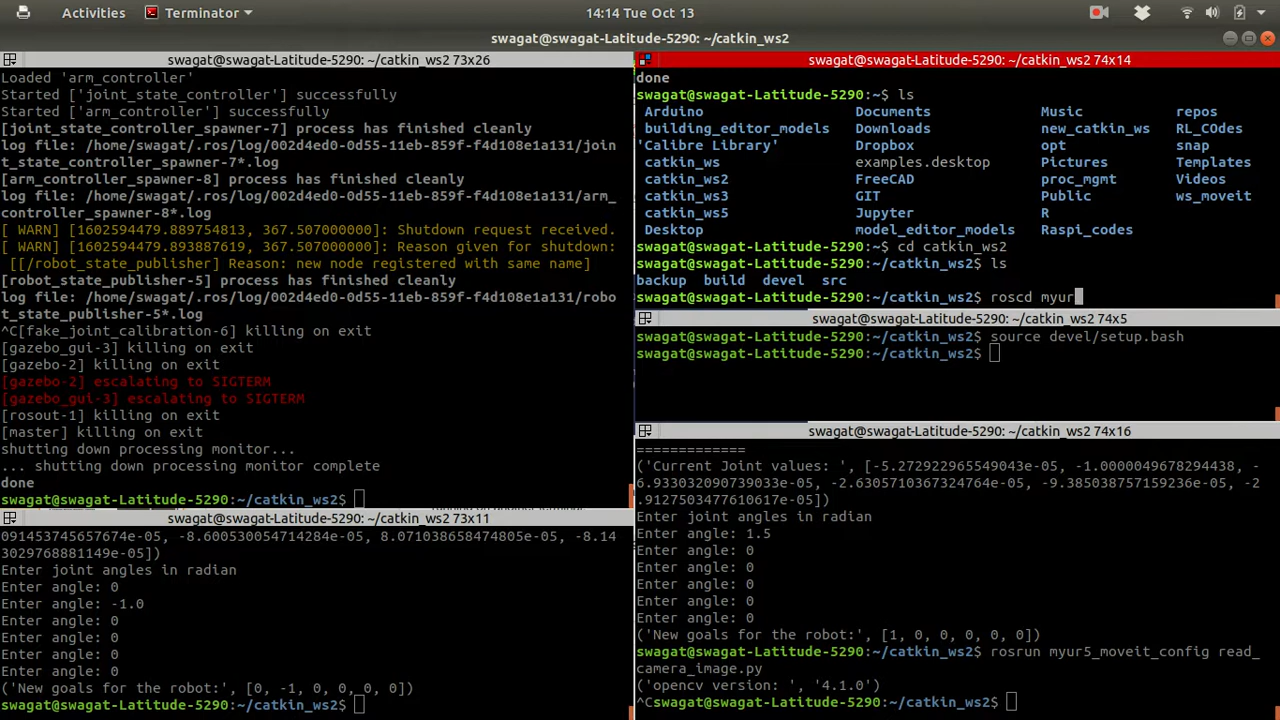 Activities Terminator 14:14 Tue Oct 13
swagat@swagat-Latitude-5290: ~/catkin_ws2
swagat@swagat-Latitude-5290: ~/catkin_ws2 73x26
Loaded 'arm_controller'
Started ['joint_state_controller'] successfully
Started ['arm_controller'] successfully
[joint_state_controller_spawner-7] process has finished cleanly
log file: /home/swagat/.ros/log/002d4ed0-0d55-11eb-859f-f4d108e1a131/join
t_state_controller_spawner-7*.log
[arm_controller_spawner-8] process has finished cleanly
log file: /home/swagat/.ros/log/002d4ed0-0d55-11eb-859f-f4d108e1a131/arm_
controller_spawner-8*.log
[ WARN] [1602594479.889754813, 367.507000000]: Shutdown request received.
[ WARN] [1602594479.893887619, 367.507000000]: Reason given for shutdown:
[[/robot_state_publisher] Reason: new node registered with same name]
[robot_state_publisher-5] process has finished cleanly
log file: /home/swagat/.ros/log/002d4ed0-0d55-11eb-859f-f4d108e1a131/robo
t_state_publisher-5*.log
^C[fake_joint_calibration-6] killing on exit
[gazebo_gui-3] killing on exit
[gazebo-2] killing on exit
[gazebo-2] escalating to SIGTERM
[gazebo_gui-3] escalating to SIGTERM
[rosout-1] killing on exit
[master] killing on exit
shutting down processing monitor...
... shutting down processing monitor complete
done
swagat@swagat-Latitude-5290:~/catkin_ws2$
swagat@swagat-Latitude-5290: ~/catkin_ws2 73x11
091453745657674e-05, -8.600530054714284e-05, 8.071038658474805e-05, -8.14
3029768881149e-05])
Enter joint angles in radian
Enter angle: 0
Enter angle: -1.0
Enter angle: 0
Enter angle: 0
Enter angle: 0
Enter angle: 0
('New goals for the robot:', [0, -1, 0, 0, 0, 0])
swagat@swagat-Latitude-5290:~/catkin_ws2$
swagat@swagat-Latitude-5290: ~/catkin_ws2 74x14
done
swagat@swagat-Latitude-5290:~$ ls
Arduino Documents Music repos
building_editor_models Downloads new_catkin_ws RL_COdes
'Calibre Library' Dropbox opt snap
catkin_ws examples.desktop Pictures Templates
catkin_ws2 FreeCAD proc_mgmt Videos
catkin_ws3 GIT Public ws_moveit
catkin_ws5 Jupyter R
Desktop model_editor_models Raspi_codes
swagat@swagat-Latitude-5290:~$ cd catkin_ws2
swagat@swagat-Latitude-5290:~/catkin_ws2$ ls
backup build devel src
swagat@swagat-Latitude-5290:~/catkin_ws2$ roscd myur
swagat@swagat-Latitude-5290: ~/catkin_ws2 74x5
swagat@swagat-Latitude-5290:~/catkin_ws2$ source devel/setup.bash
swagat@swagat-Latitude-5290:~/catkin_ws2$
swagat@swagat-Latitude-5290: ~/catkin_ws2 74x16
=============
('Current Joint values: ', [-5.272922965549043e-05, -1.0000049678294438, -
6.933032090739033e-05, -2.6305710367324764e-05, -9.385038757159236e-05, -2
.9127503477610617e-05])
Enter joint angles in radian
Enter angle: 1.5
Enter angle: 0
Enter angle: 0
Enter angle: 0
Enter angle: 0
Enter angle: 0
('New goals for the robot:', [1, 0, 0, 0, 0, 0])
swagat@swagat-Latitude-5290:~/catkin_ws2$ rosrun myur5_moveit_config read_
camera_image.py
('opencv version: ', '4.1.0')
^Cswagat@swagat-Latitude-5290:~/catkin_ws2$